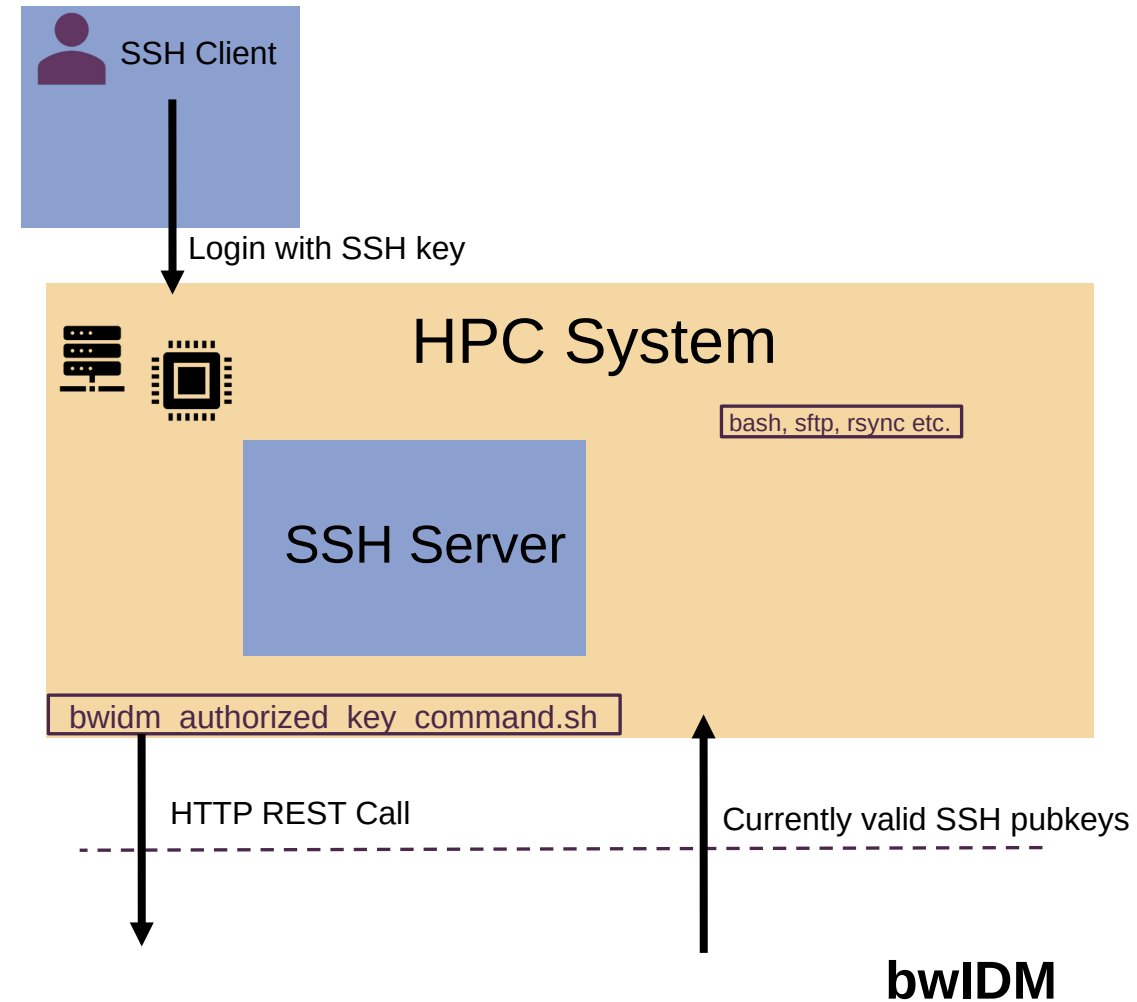 SSH Client
Login with SSH key
HPC System
bash, sftp, rsync etc.
SSH Server
bwidm_authorized_key_command.sh
HTTP REST Call
Currently valid SSH pubkeys
bwIDM